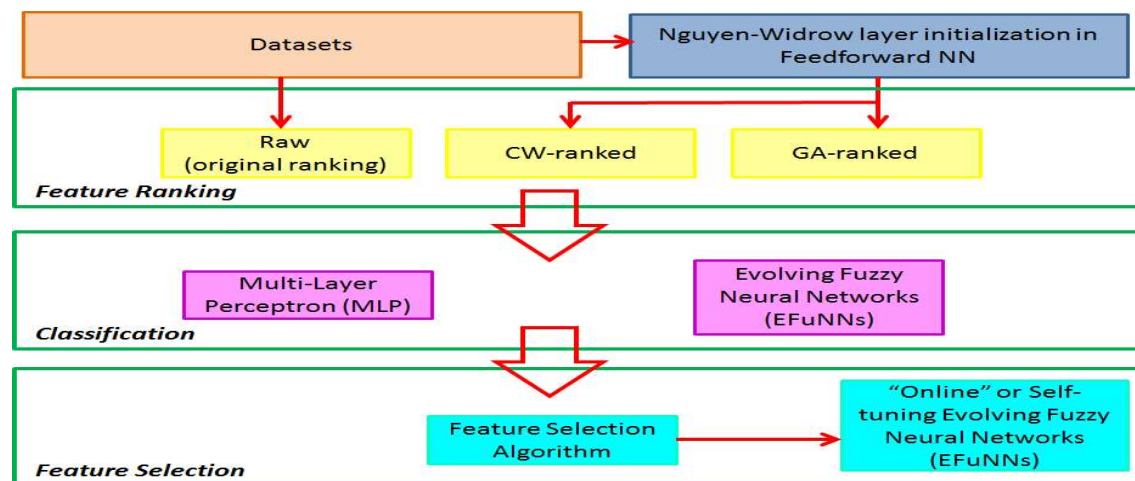 Datasets
Nguyen-Widrow layer initialization in
Feedforward NN
Raw
(original ranking)
CW-ranked
GA-ranked
Feature Ranking
Multi-Layer
Perceptron (MLP)
Evolving Fuzzy
Neural Networks
(EFuNNs)
Classification
Feature Selection
Algorithm
“Online” or Self-
tuning Evolving Fuzzy
Neural Networks
(EFuNNs)
Feature Selection